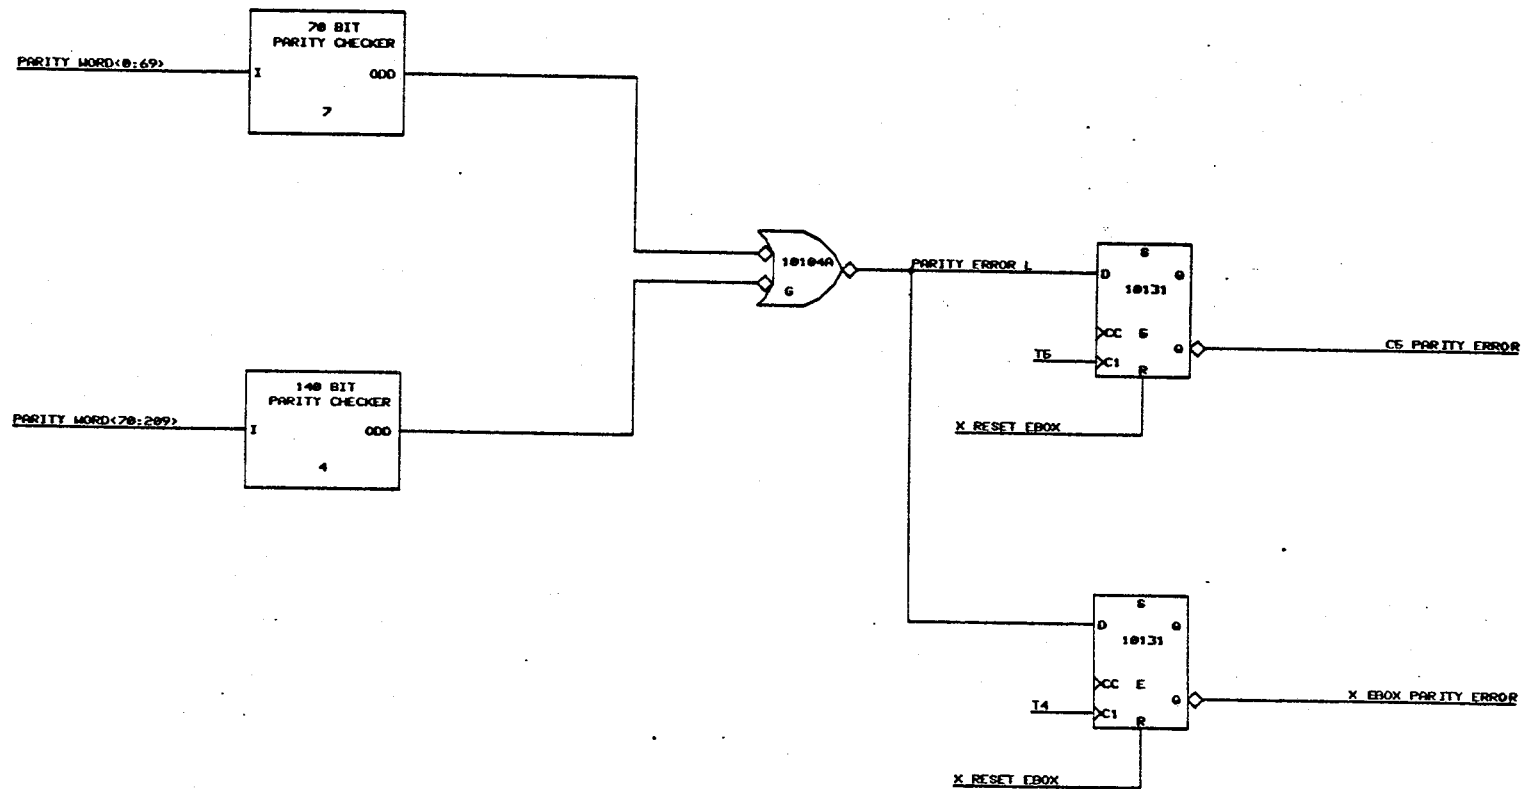 70 BIT
PARITY CHECKER
PARITY WORD<0:69>
I
ODD
7
10104A
G
PARITY ERROR L
S
D
Q
10131
CC
Q
C5 PARITY ERROR
C1
R
X RESET EBOX
140 BIT
PARITY CHECKER
PARITY WORD<70:209>
I
ODD
4
S
D
Q
10131
CC
E
Q
X EBOX PARITY ERROR
T4
C1
R
X RESET EBOX